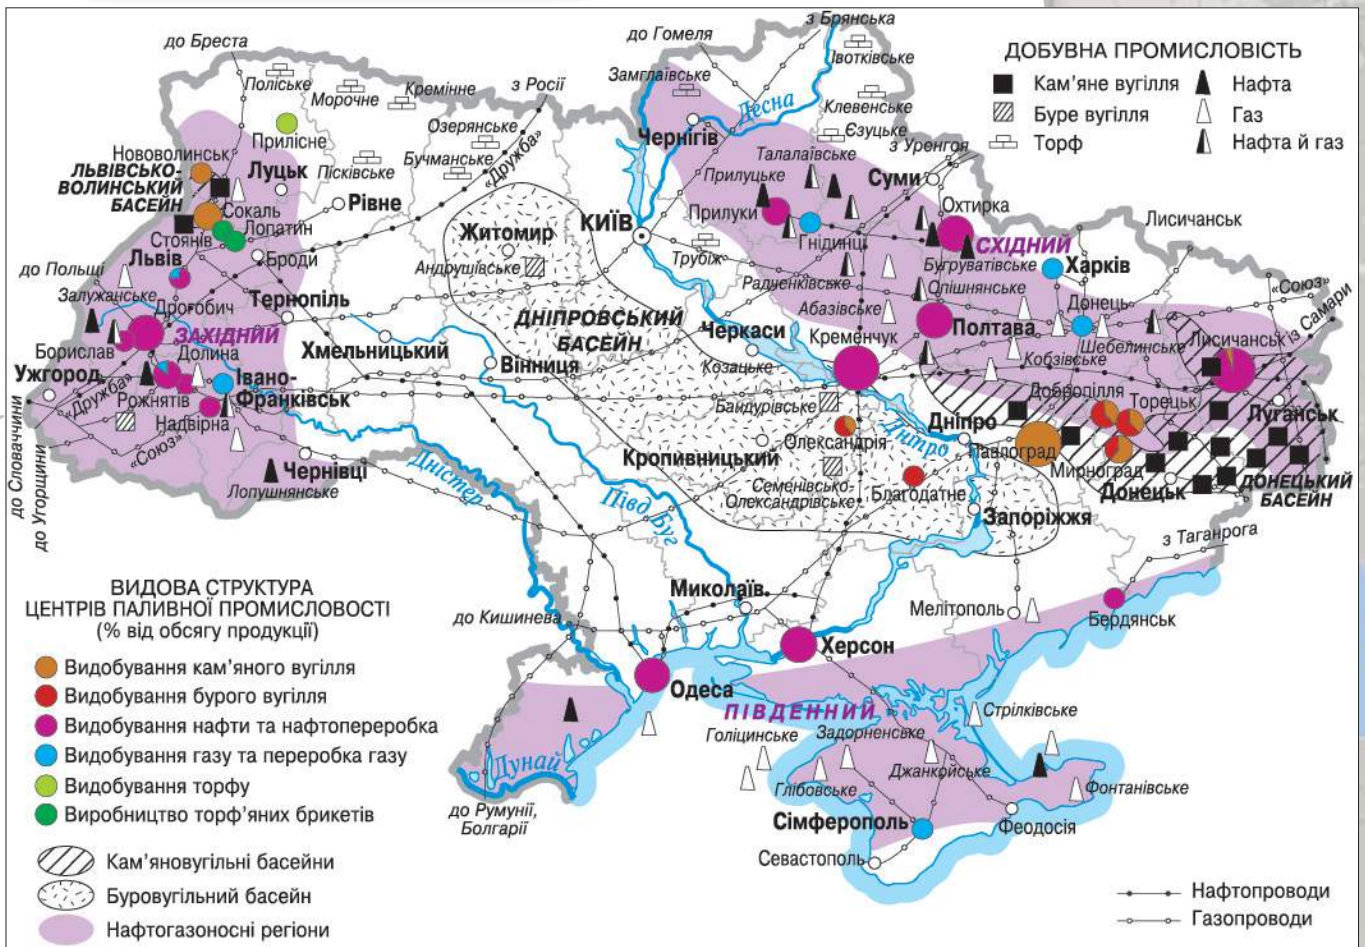 до Бреста
до Гомеля
з Брянська
ДОБУВНА ПРОМИСЛОВІСТЬ
Кам'яне вугілля
Нафта
Буре вугілля
Газ
Торф
Нафта й газ
Поліське
Морочне
Кремінне
з Росії
Замглаївське
Івотківське
Клевенське
Єзуцьке
Десна
Чернігів
Прилісне
Озерянське
Бучманське
«Дружба»
з Уренгоя
Нововолинськ
ЛЬВІВСЬКО-
ВОЛИНСЬКИЙ
БАСЕЙН
Луцьк
Пісківське
Рівне
Талалаївське
Прилуцьке
Суми
Охтирка
Лисичанськ
Сокаль
Лопатин
Стоянів
Львів
Броди
Житомир
Андрушівське
КИЇВ
Трубіж
Прилуки
Гнідинці
СХІДНИЙ
Бугруватівське
Харків
до Польщі
Залужанське
Дрогобич
Тернопіль
Радченківське
Опішнянське
Абазівське
Донець
«Союз»
із Самари
ЗАХІДНИЙ
Борислав
Долина
Хмельницький
Вінниця
ДНІПРОВСЬКИЙ
БАСЕЙН
Черкаси
Козацьке
Кременчук
Полтава
Шебелинське
Кобзівське
Лисичанськ
Ужгород
«Дружба»
Рожнятів
Івано-
Франківськ
Надвірна
«Союз»
Бандурівське
Добропілля
Торецьк
Луганськ
до Словаччини
до Угорщини
Чернівці
Лопушнянське
Дністер
Півд Буг
Кропивницький
Олександрія
Дніпро
Дніпро
Павлоград
Мирноград
Донецьк
ДОНЕЦЬКИЙ
БАСЕЙН
Семенівсько-
Олександрівське
Благодатне
Запоріжжя
з Таганрога
ВИДОВА СТРУКТУРА
ЦЕНТРІВ ПАЛИВНОЇ ПРОМИСЛОВОСТІ
(% від обсягу продукції)
Видобування кам'яного вугілля
Видобування бурого вугілля
Видобування нафти та нафтопереробка
Видобування газу та переробка газу
Видобування торфу
Виробництво торф'яних брикетів
Кам'яновугільні басейни
Буровугільний басейн
Нафтогазоносні регіони
до Кишинева
Миколаїв
Мелітополь
Бердянськ
Херсон
Одеса
ПІВДЕННИЙ
Стрілківське
Голіцинське
Задорненське
Джанкойське
Глібовське
Фонтанівське
Дунай
до Румунії,
Болгарії
Сімферополь
Феодосія
Севастополь
Нафтопроводи
Газопроводи